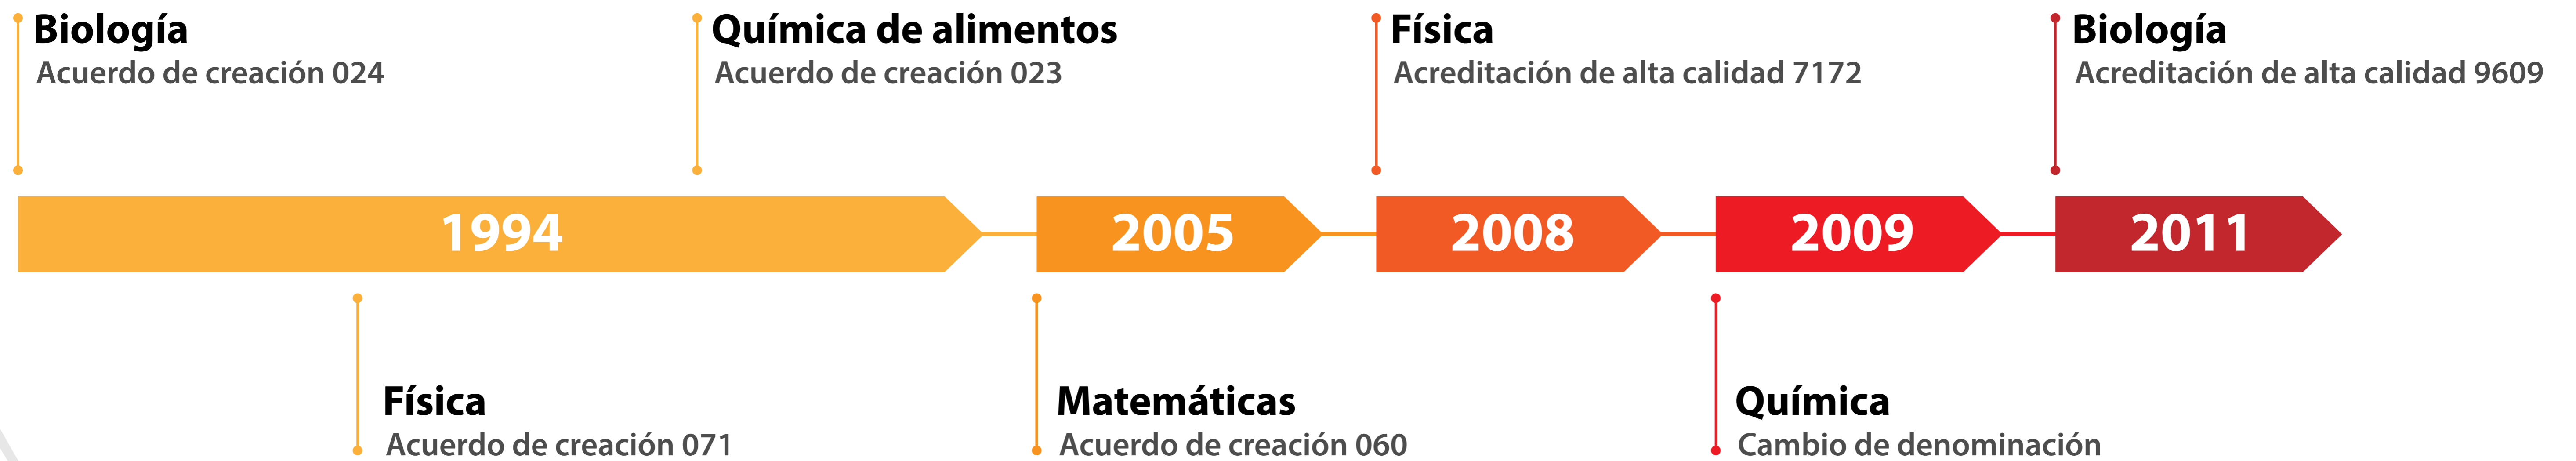 Biología
Acuerdo de creación 024
Química de alimentos
Acuerdo de creación 023
Física
Acreditación de alta calidad 7172
Biología
Acreditación de alta calidad 9609
1994
2005
2008
2009
2011
Física
Acuerdo de creación 071
Matemáticas
Acuerdo de creación 060
Química
Cambio de denominación